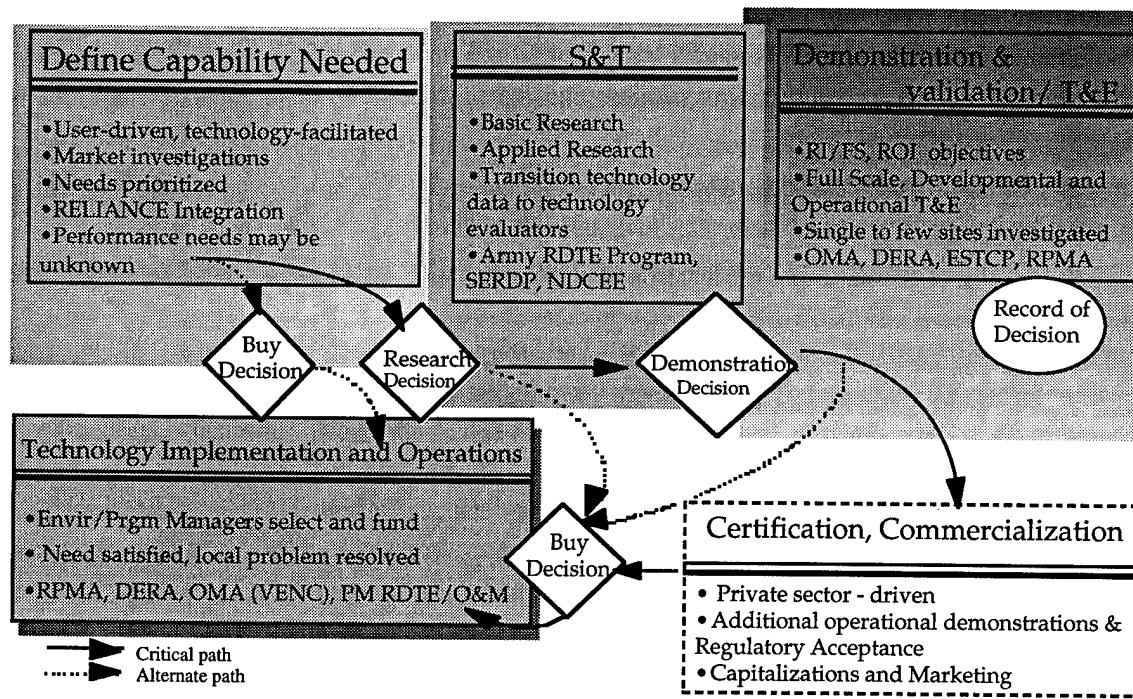 Define Capability Needed
•User-driven, technology-facilitated
•Market investigations
•Needs prioritized
•RELIANCE Integration
•Performance needs may be
unknown
S&T
•Basic Research
•Applied Research
•Transition technology
data to technology
evaluators
•Army RDTE Program,
SERDP, NDCEE
Demonstration &
validation/ T&E
•RI/FS, ROI objectives
•Full Scale, Developmental and
Operational T&E
•Single to few sites investigated
•OMA, DERA, ESTCP, RPMA
Record of
Decision
Buy
Decision
Research
Decision
Demonstration
Decision
Technology Implementation and Operations
• Envir/Prgm Managers select and fund
• Need satisfied, local problem resolved
•RPMA, DERA, OMA (VENC), PM RDTE/O&M
Buy
Decision
Certification, Commercialization
• Private sector - driven
• Additional operational demonstrations &
Regulatory Acceptance
•Capitalizations and Marketing
Critical path
Alternate path